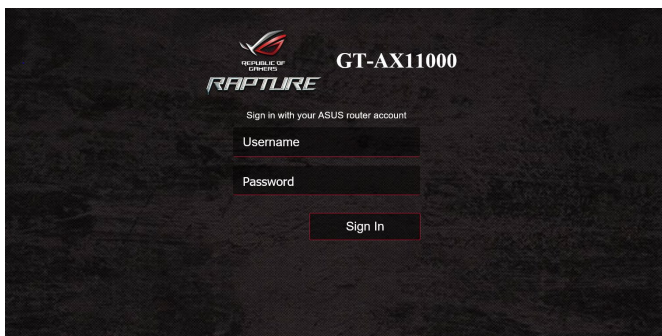 REPUBLIC OF
GAMERS
RAPTURE
GT-AX11000
Sign in with your ASUS router account
Username
Password
Sign In